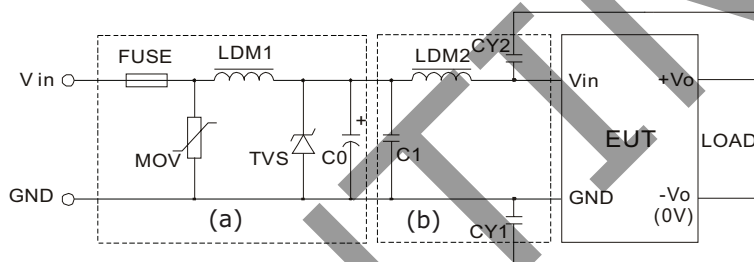 FUSE
LDM1
LDM2
CY2
V in
Vin
+Vo
MOV
TVS
+
C0
C1
EUT
LOAD
GND
GND
-Vo
(0V)
(a)
(b)
CY1